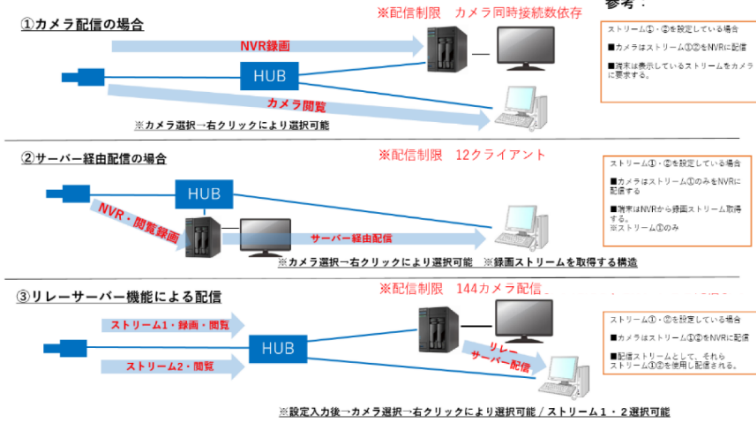 参考：
①カメラ配信の場合
※配信制限　カメラ同時接続数依存
NVR録画
HUB
カメラ閲覧
※カメラ選択→右クリックにより選択可能
ストリーム①・②を設定している場合
■カメラはストリーム①②をNVRに配信
■端末は表示しているストリームをカメラ
に要求する。
②サーバー経由配信の場合
※配信制限　12クライアント
HUB
NVR・閲覧録画
サーバー経由配信
※カメラ選択→右クリックにより選択可能　※録画ストリームを取得する構造
ストリーム①・②を設定している場合
■カメラはストリーム①のみをNVRに
配信する
■端末はNVRから録画ストリーム取得
する。
※ストリーム①のみ
③リレーサーバー機能による配信
※配信制限　144カメラ配信
ストリーム1・録画・閲覧
HUB
ストリーム2・閲覧
リレー
サーバー配信
※設定入力後→カメラ選択→右クリックにより選択可能 / ストリーム１・２選択可能
ストリーム①・②を設定している場合
■カメラはストリーム①②をNVRに配信
■配信ストリームとして、それら
ストリーム①②を使用し配信される。